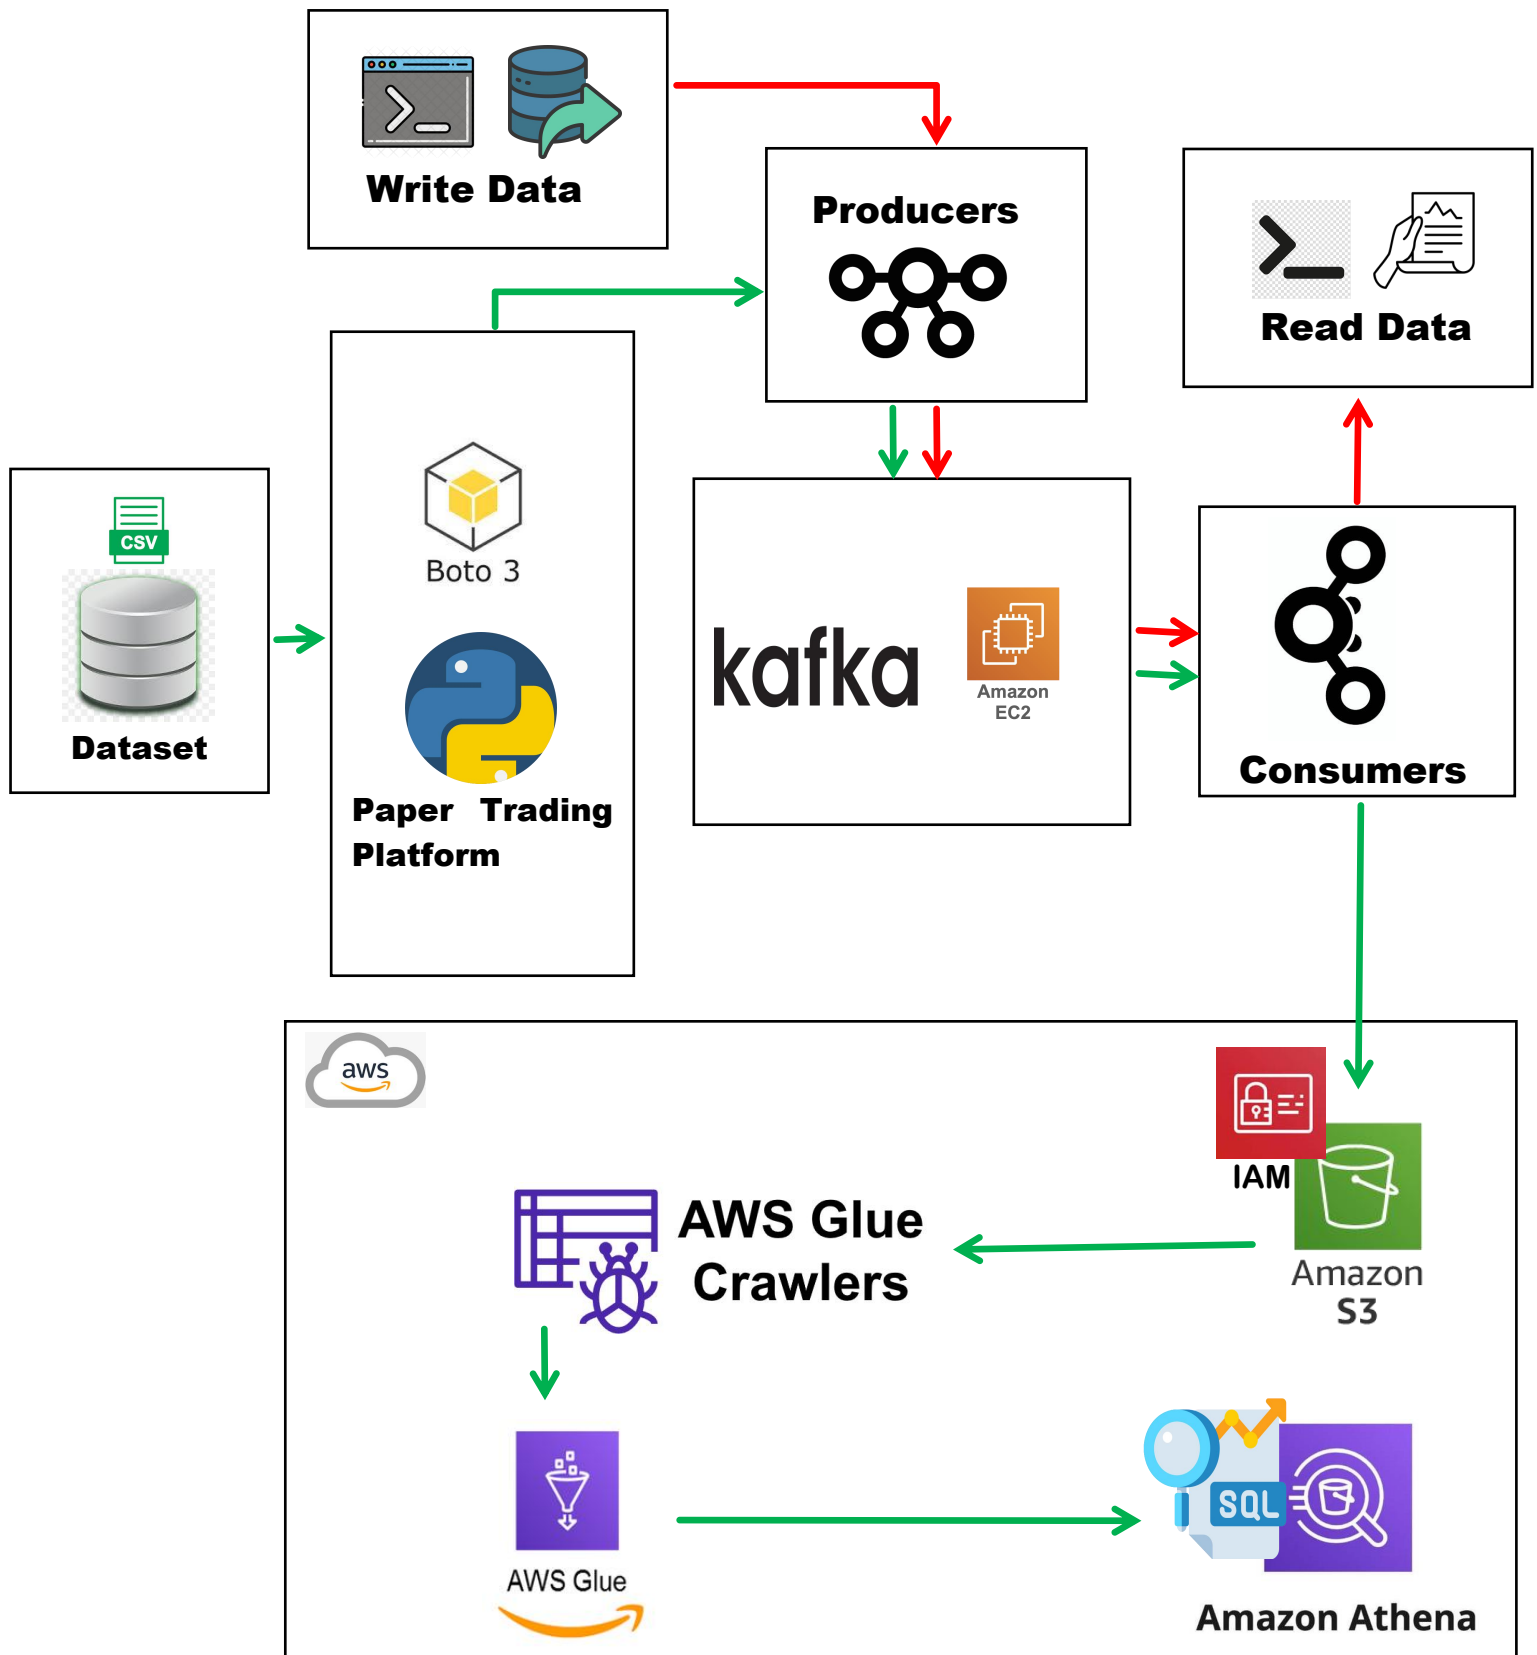 Write Data
Producers
Read Data
CSV
Dataset
Boto 3
Paper Trading
Platform
kafka
Amazon
EC2
Consumers
aws
IAM
Amazon
S3
AWS Glue
Crawlers
AWS Glue
SQL
Amazon Athena